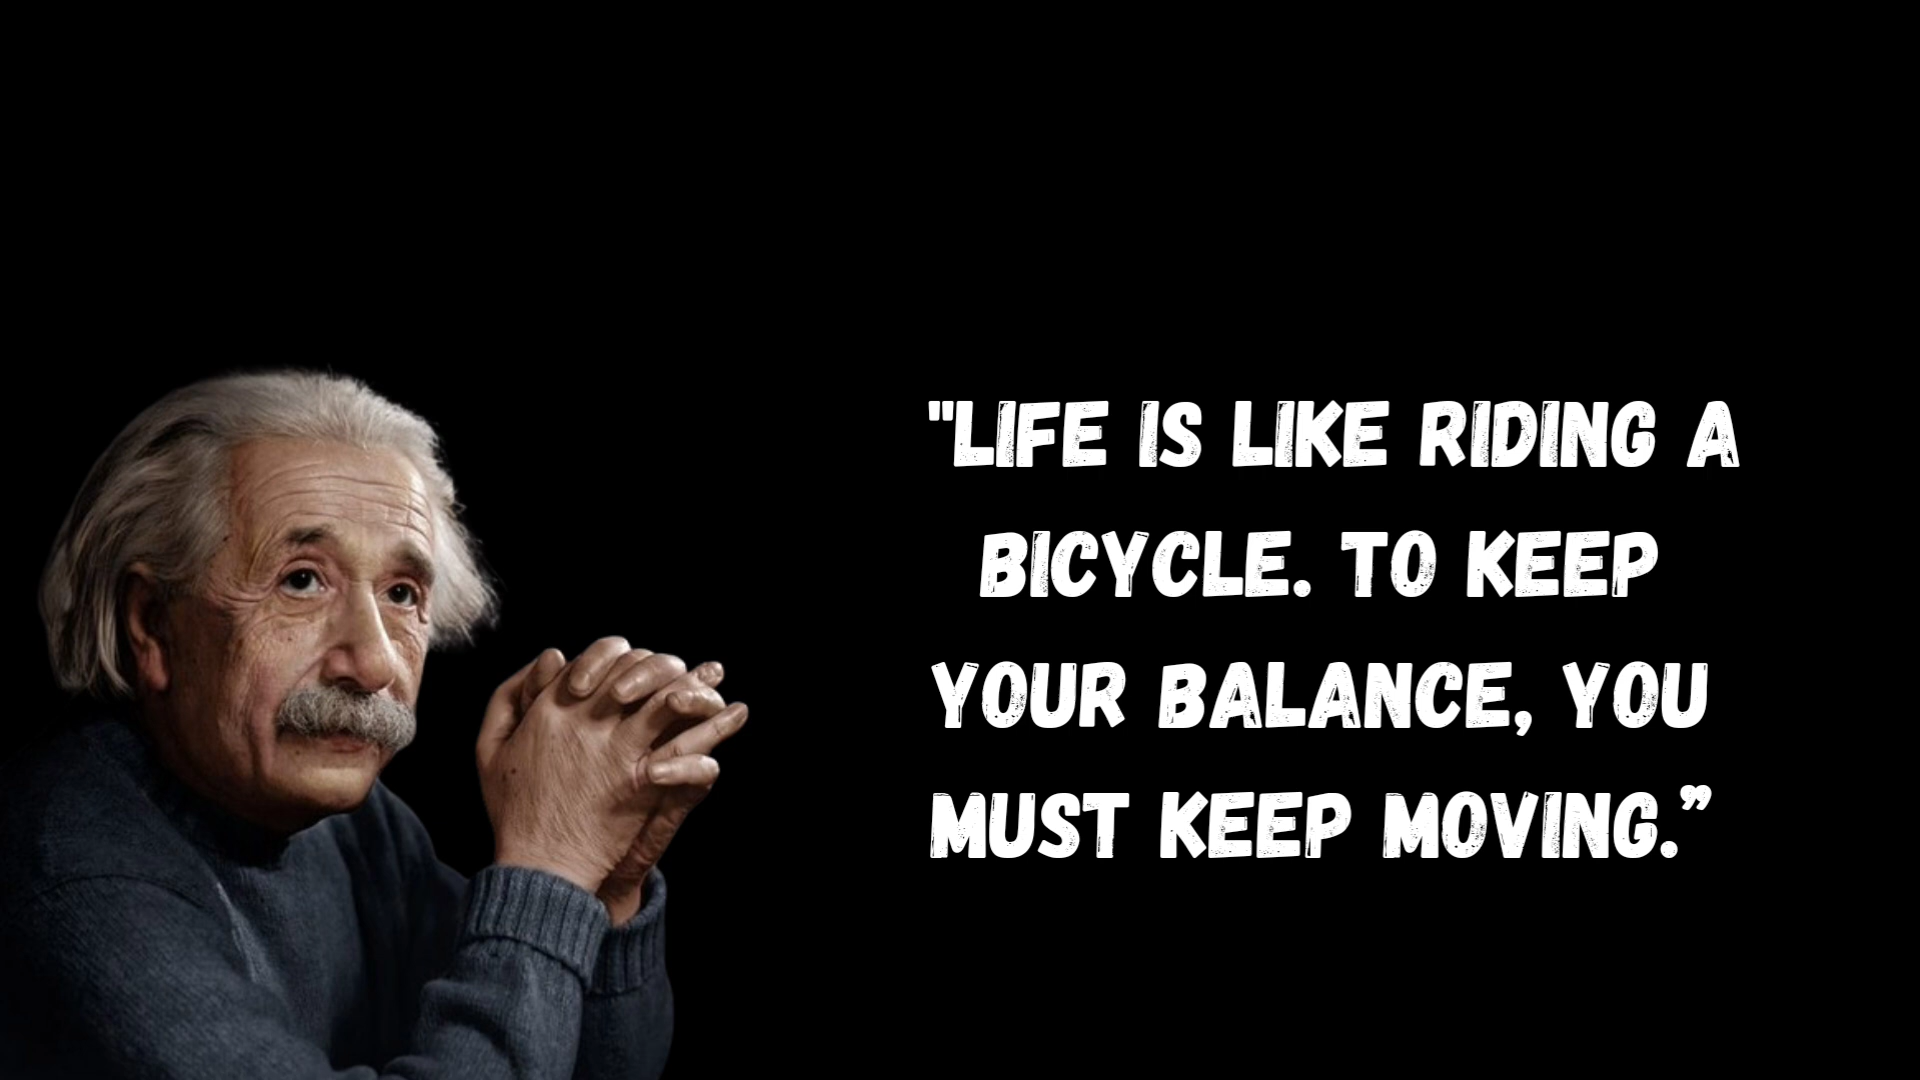 "LIFE IS LIKE RIDING A
BICYCLE. TO KEEP
YOUR BALANCE, YOU
MUST KEEP MOVING.”